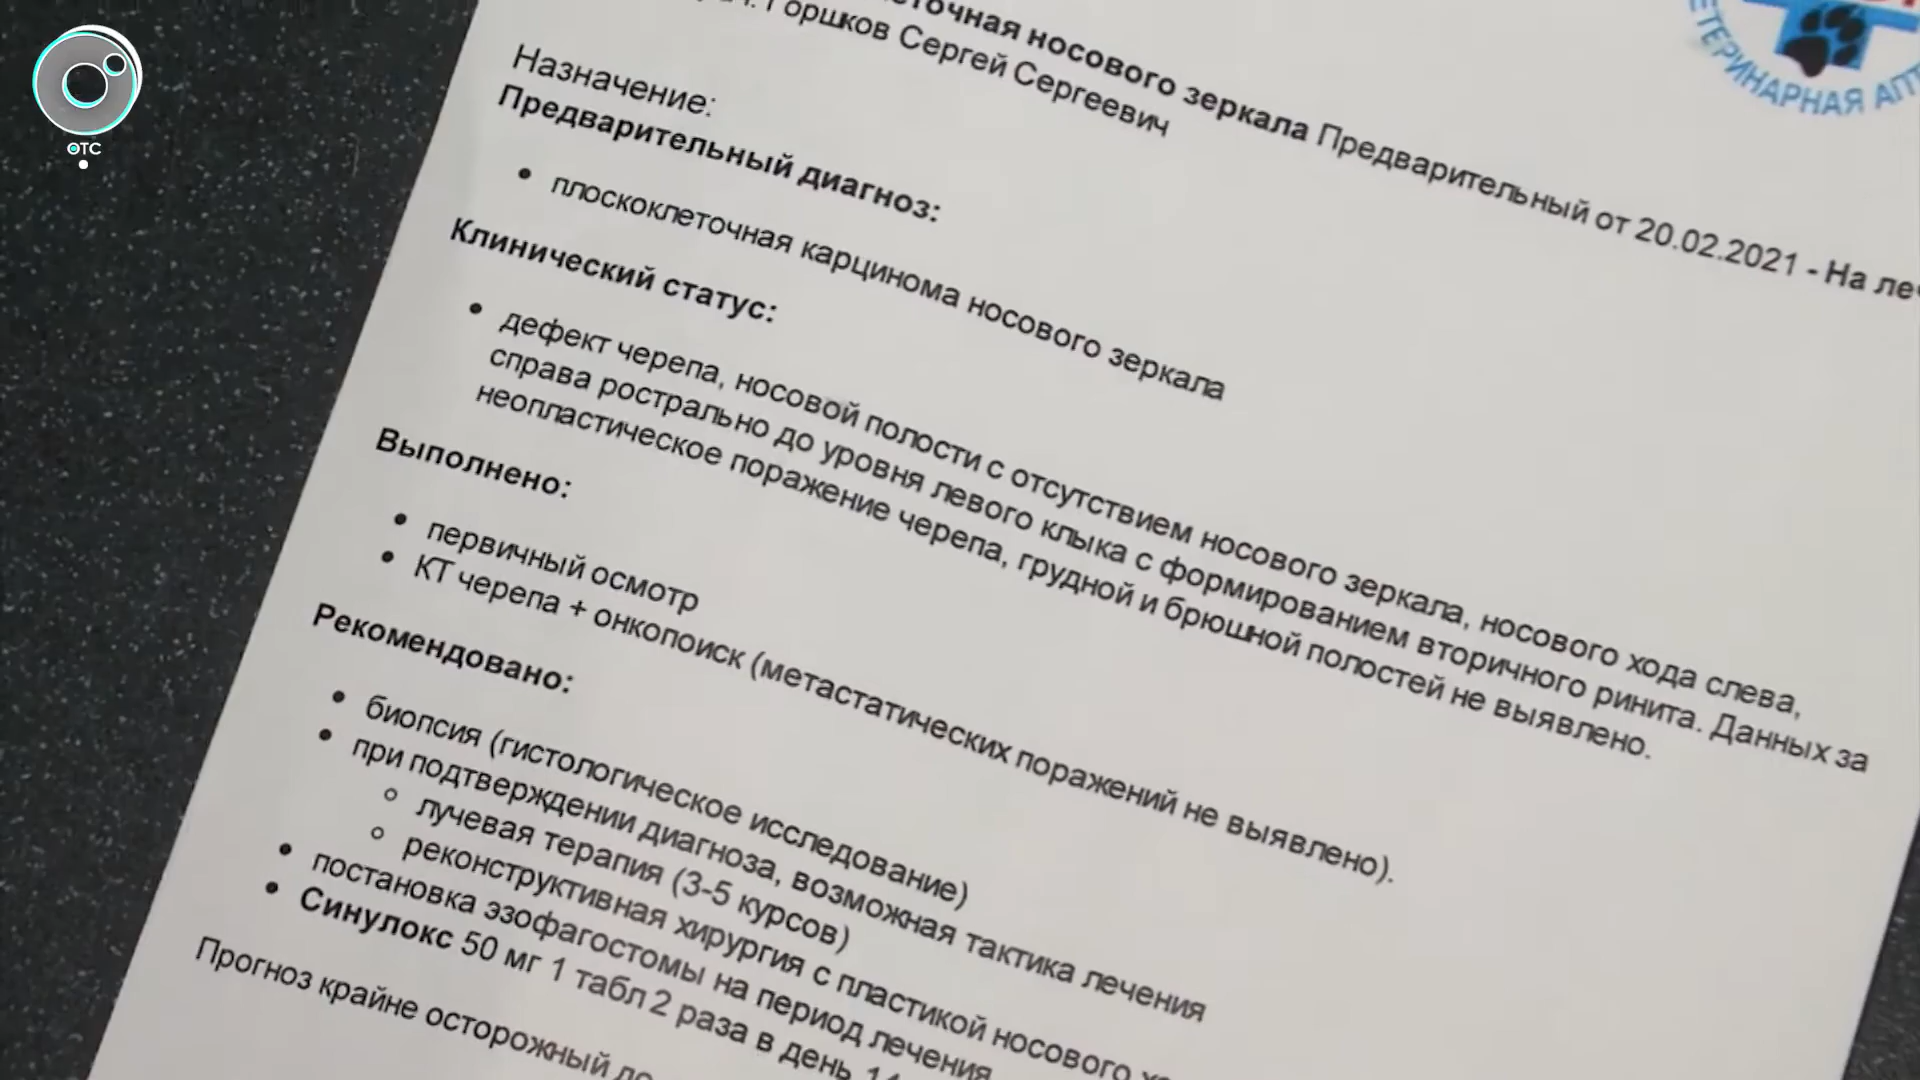 ОТС
ВЕТЕРИНАРНАЯ
носового зеркала Предварительный от 20.02.2021 - На
Горшков Сергей Сергеевич
Назначение:
Предварительный диагноз:
• плоскоклеточная карцинома носового зеркала
Клинический статус:
• дефект черепа, носовой полости с отсутствием носового зеркала, носового хода слева,
справа рострально до уровня левого клыка с формированием вторичного ринита. Данных за
неопластическое поражение черепа, грудной и брюшной полостей не выявлено.
Выполнено:
• первичный осмотр
• КТ черепа + онкопоиск (метастатических поражений не выявлено).
Рекомендовано:
• биопсия (гистологическое исследование)
• при подтверждении диагноза, возможная тактика лечения
○ лучевая терапия (3-5 курсов)
○ реконструктивная хирургия с пластикой носового
• постановка эзофагостомы на период лечения
• Синулокс 50 мг 1 табл 2 раза в день
Прогноз крайне осторожный